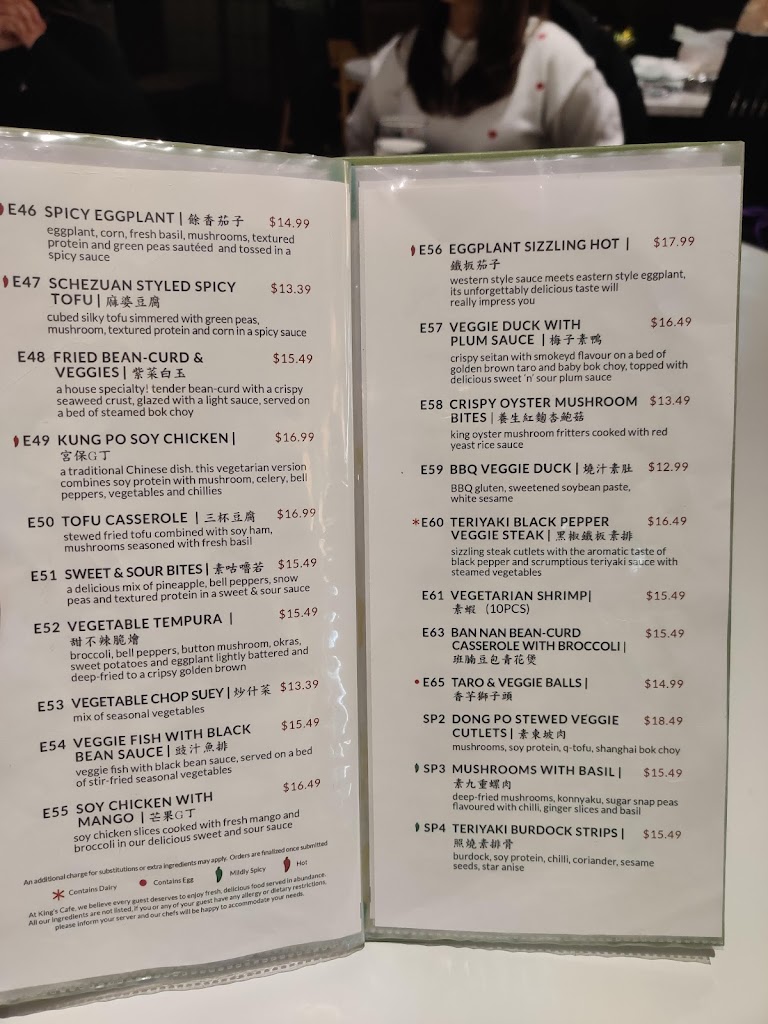 E46 SPICY EGGPLANT | 餘香茄子 $14.99
eggplant, corn, fresh basil, mushrooms, textured
protein and green peas sautéed and tossed in a
spicy sauce
E47 SCHEZUAN STYLED SPICY $13.39
TOFU | 麻婆豆腐
cubed silky tofu simmered with green peas,
mushroom, textured protein and corn in a spicy sauce
E48 FRIED BEAN-CURD & $15.49
VEGGIES | 紫菜白玉
a house specialty! tender bean-curd with a crispy
seaweed crust, glazed with a light sauce, served on
a bed of steamed bok choy
E49 KUNG PO SOY CHICKEN | $16.99
宮保G丁
a traditional Chinese dish. this vegetarian version
combines soy protein with mushroom, celery, bell
peppers, vegetables and chillies
E50 TOFU CASSEROLE | 三杯豆腐 $16.99
stewed fried tofu combined with soy ham,
mushrooms seasoned with fresh basil
E51 SWEET & SOUR BITES | 素咕嚕若 $15.49
a delicious mix of pineapple, bell peppers, snow
peas and textured protein in a sweet & sour sauce
E52 VEGETABLE TEMPURA | $15.49
甜不辣脆燴
broccoli, bell peppers, button mushroom, okras,
sweet potatoes and eggplant lightly battered and
deep-fried to a cripsy golden brown
E53 VEGETABLE CHOP SUEY | 炒什菜 $13.39
mix of seasonal vegetables
E54 VEGGIE FISH WITH BLACK $15.49
BEAN SAUCE | 豉汁魚排
veggie fish with black bean sauce, served on a bed
of stir-fried seasonal vegetables
E55 SOY CHICKEN WITH $16.49
MANGO | 芒果G丁
soy chicken slices cooked with fresh mango and
broccoli in our delicious sweet and sour sauce
An additional charge for substitutions or extra ingredients may apply. Orders are finalized once submitted
Contains Dairy Contains Egg Mildly Spicy Hot
At King's Cafe, we believe every guest deserves to enjoy fresh, delicious food served in abundance.
All our ingredients are not listed, if you or any of your guest have any allergy or dietary restrictions,
please inform your server and our chefs will be happy to accommodate your needs.
E56 EGGPLANT SIZZLING HOT | $17.99
鐵板茄子
western style sauce meets eastern style eggplant,
its unforgettably delicious taste will
really impress you
E57 VEGGIE DUCK WITH $16.49
PLUM SAUCE | 梅子素鴨
crispy seitan with smokeyd flavour on a bed of
golden brown taro and baby bok choy, topped with
delicious sweet 'n' sour plum sauce
E58 CRISPY OYSTER MUSHROOM $13.49
BITES | 養生紅麴杏鮑菇
king oyster mushroom fritters cooked with red
yeast rice sauce
E59 BBQ VEGGIE DUCK | 燒汁素肚 $12.99
BBQ gluten, sweetened soybean paste,
white sesame
*E60 TERIYAKI BLACK PEPPER $16.49
VEGGIE STEAK | 黑椒鐵板素排
sizzling steak cutlets with the aromatic taste of
black pepper and scrumptious teriyaki sauce with
steamed vegetables
E61 VEGETARIAN SHRIMP| $15.49
素蝦 (10PCS)
E63 BAN NAN BEAN-CURD $15.49
CASSEROLE WITH BROCCOLI |
班腩豆包青花煲
E65 TARO & VEGGIE BALLS | $14.99
香芋獅子頭
SP2 DONG PO STEWED VEGGIE $18.49
CUTLETS | 素東坡肉
mushrooms, soy protein, q-tofu, shanghai bok choy
SP3 MUSHROOMS WITH BASIL | $15.49
素九重螺肉
deep-fried mushrooms, konnyaku, sugar snap peas
flavoured with chilli, ginger slices and basil
SP4 TERIYAKI BURDOCK STRIPS | $15.49
照燒素排骨
burdock, soy protein, chilli, coriander, sesame
seeds, star anise